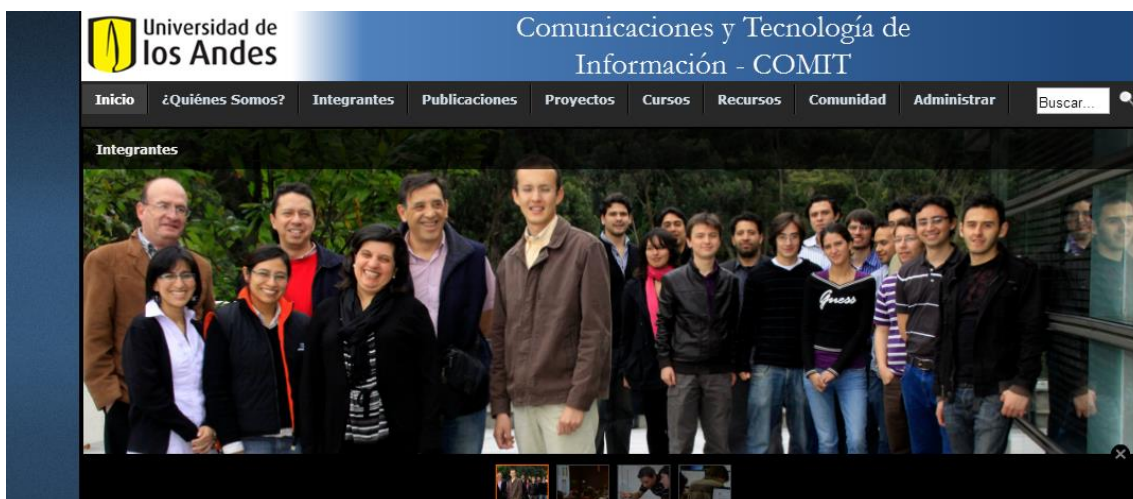 Universidad de
los Andes
Comunicaciones y Tecnología de
Información - COMIT
Inicio ¿Quiénes Somos? Integrantes Publicaciones Proyectos Cursos Recursos Comunidad Administrar Buscar...
Integrantes
Guess